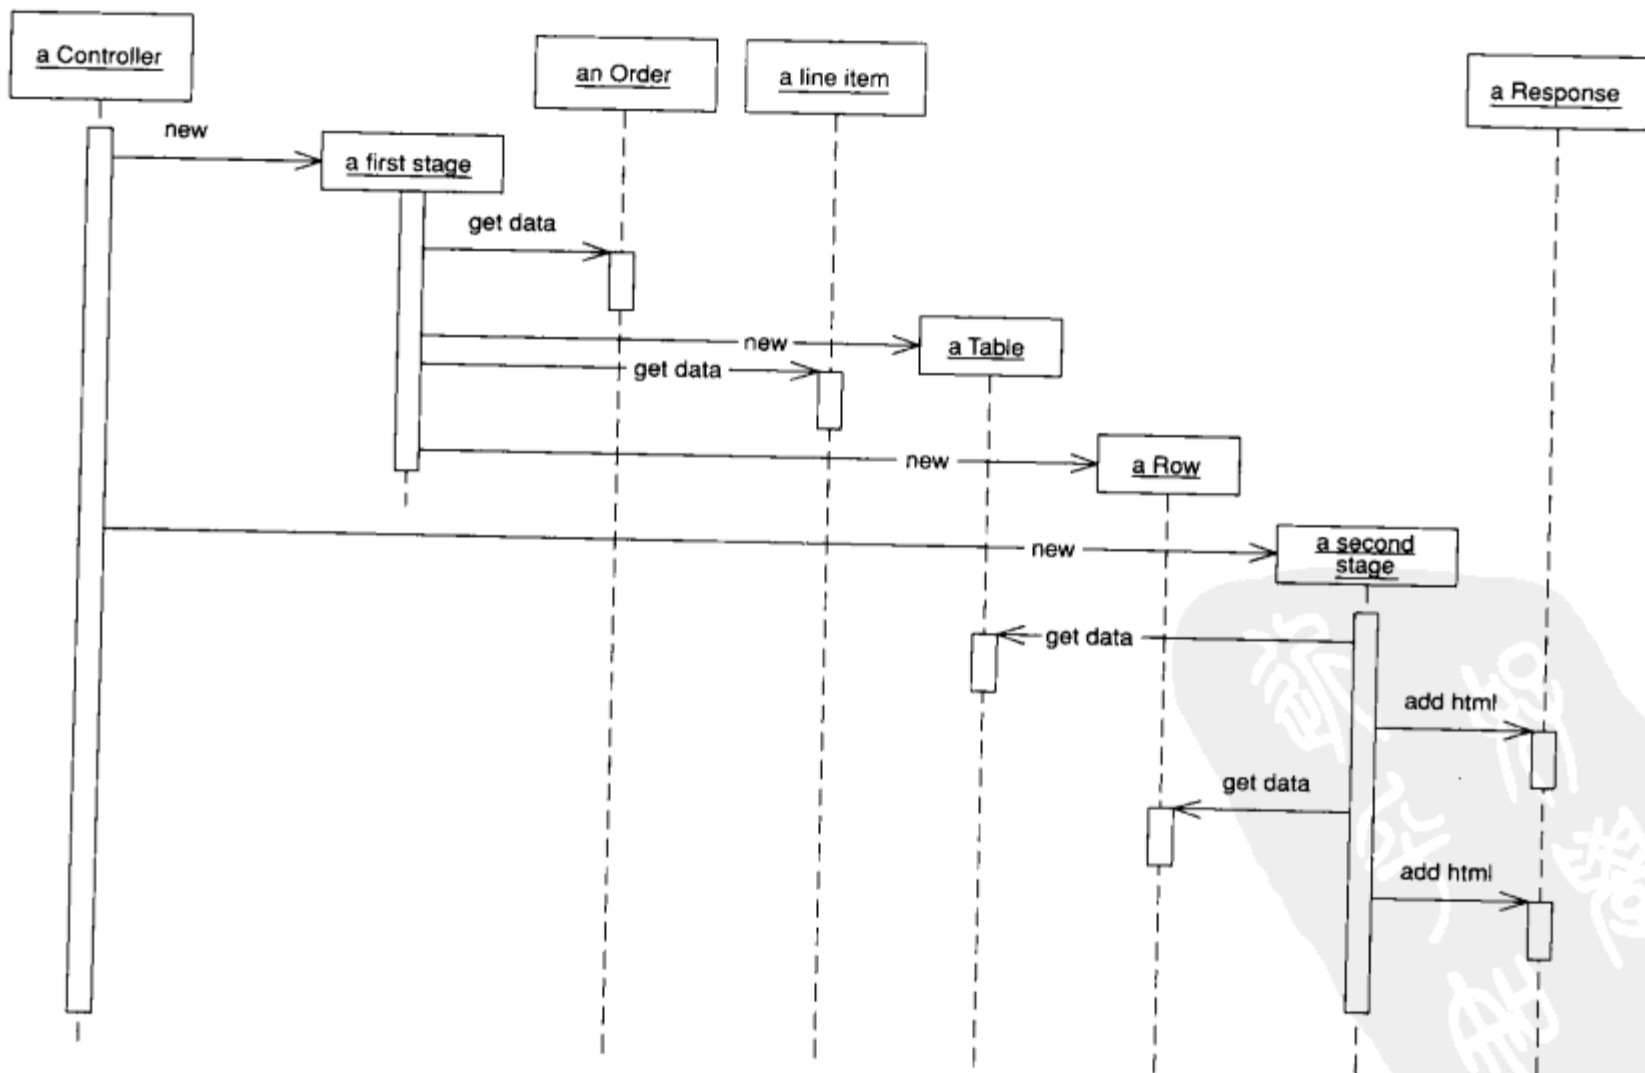 a Controller
an Order
a line item
a Response
new
a first stage
get data
new
a Table
get data
new
a Row
new
a second
stage
get data
add html
get data
add html